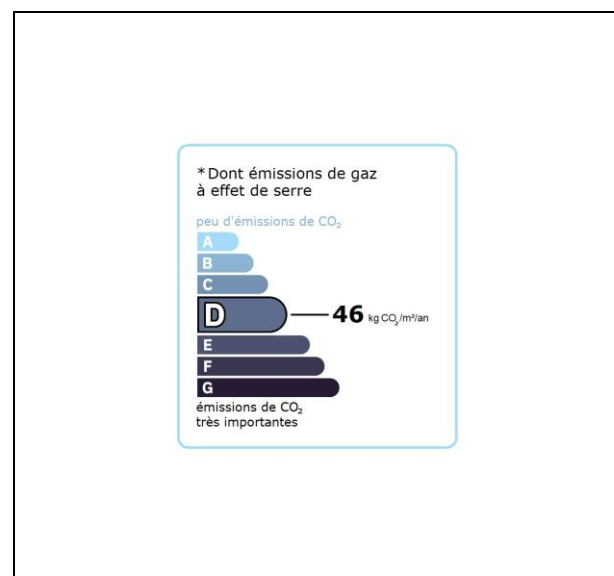 *Dont émissions de gaz
à effet de serre
peu d'émissions de CO₂
A
B
C
D 46 kg CO₂/m²/an
E
F
G
émissions de CO₂
très importantes